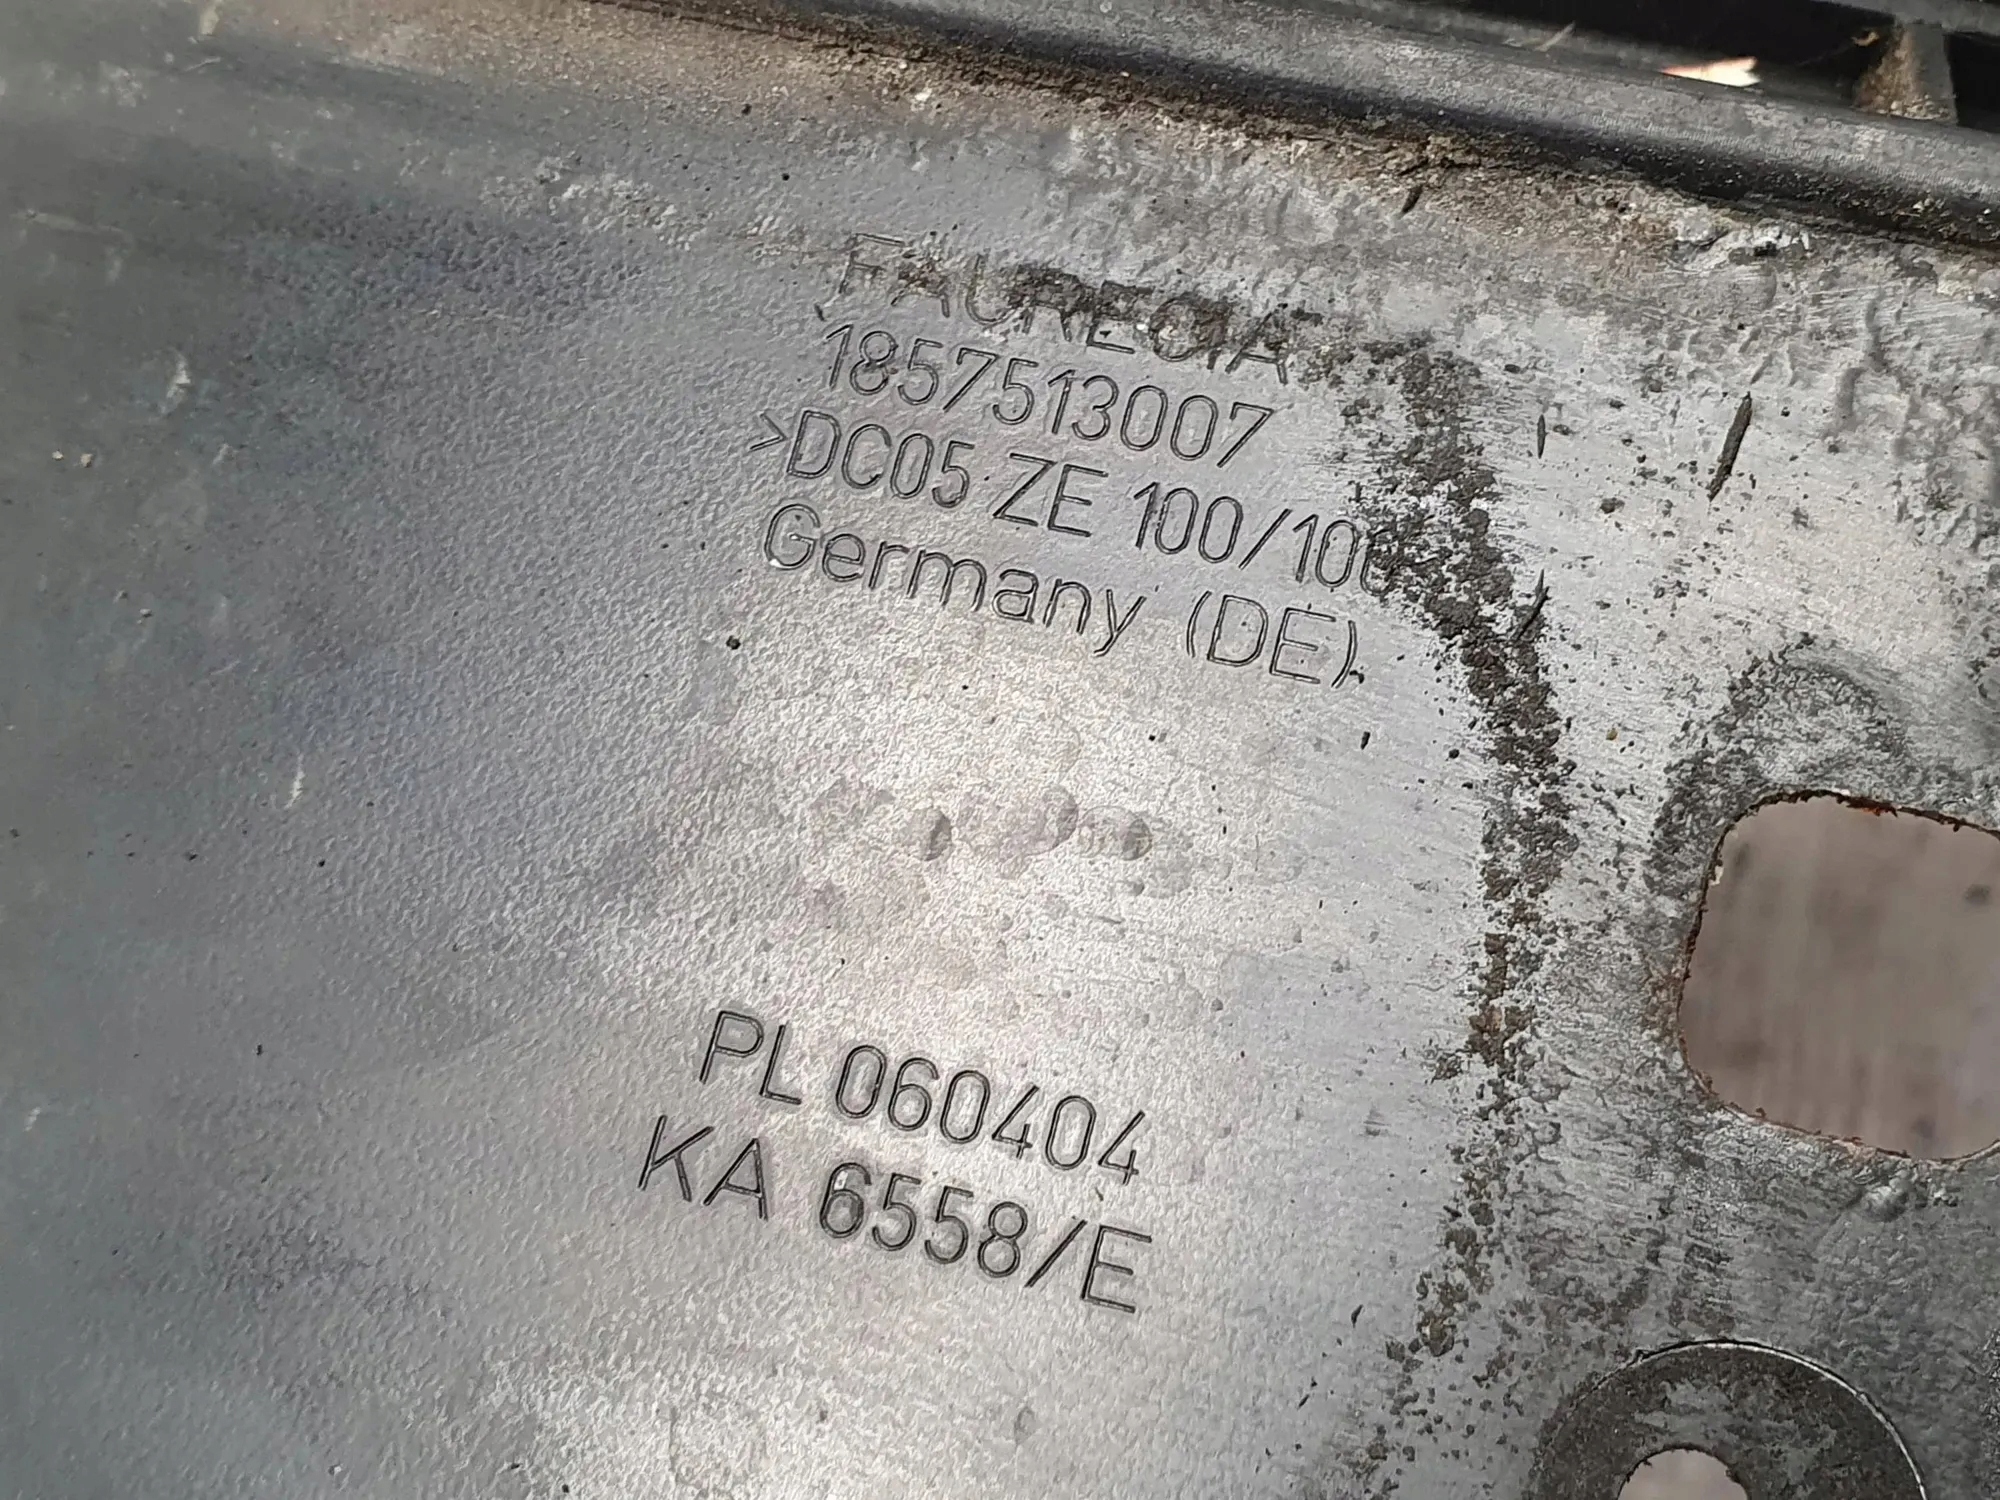 FAURECIA
1857513007
>DC05 ZE 100/100
Germany (DE)
PL 060404
KA 6558/E